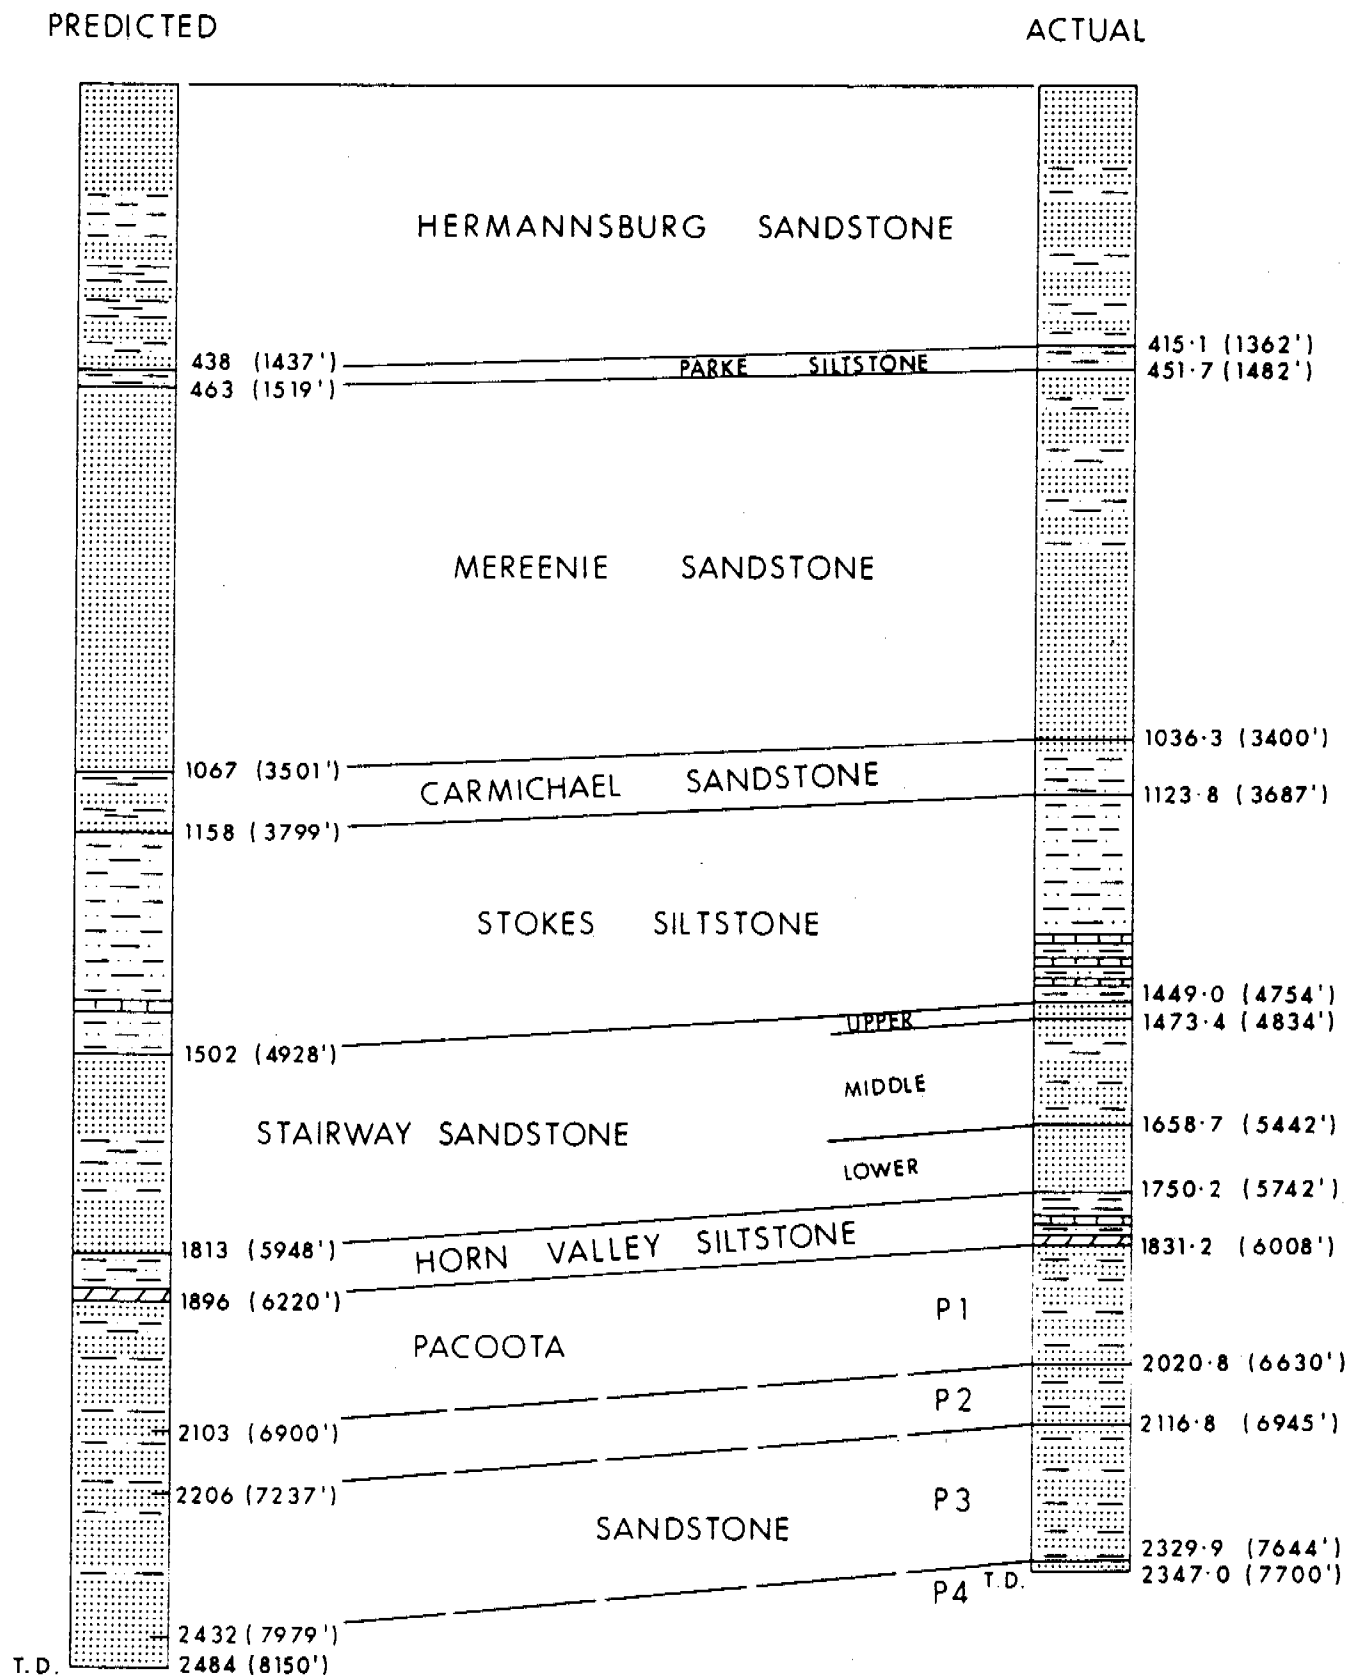 PREDICTED
ACTUAL
HERMANNSBURG SANDSTONE
438 (1437')
415·1 (1362')
PARKE SILTSTONE
463 (1519')
451·7 (1482')
MEREENIE SANDSTONE
1067 (3501')
1036·3 (3400')
CARMICHAEL SANDSTONE
1158 (3799')
1123·8 (3687')
STOKES SILTSTONE
1449·0 (4754')
UPPER
1473·4 (4834')
1502 (4928')
MIDDLE
STAIRWAY SANDSTONE
1658·7 (5442')
LOWER
1750·2 (5742')
1813 (5948')
HORN VALLEY SILTSTONE
1831·2 (6008')
1896 (6220')
P1
PACOOTA
2020·8 (6630')
P2
2103 (6900')
2116·8 (6945')
2206 (7237')
P3
SANDSTONE
2329·9 (7644')
P4 T.D.
2347·0 (7700')
2432 (7979')
T.D. 2484 (8150')